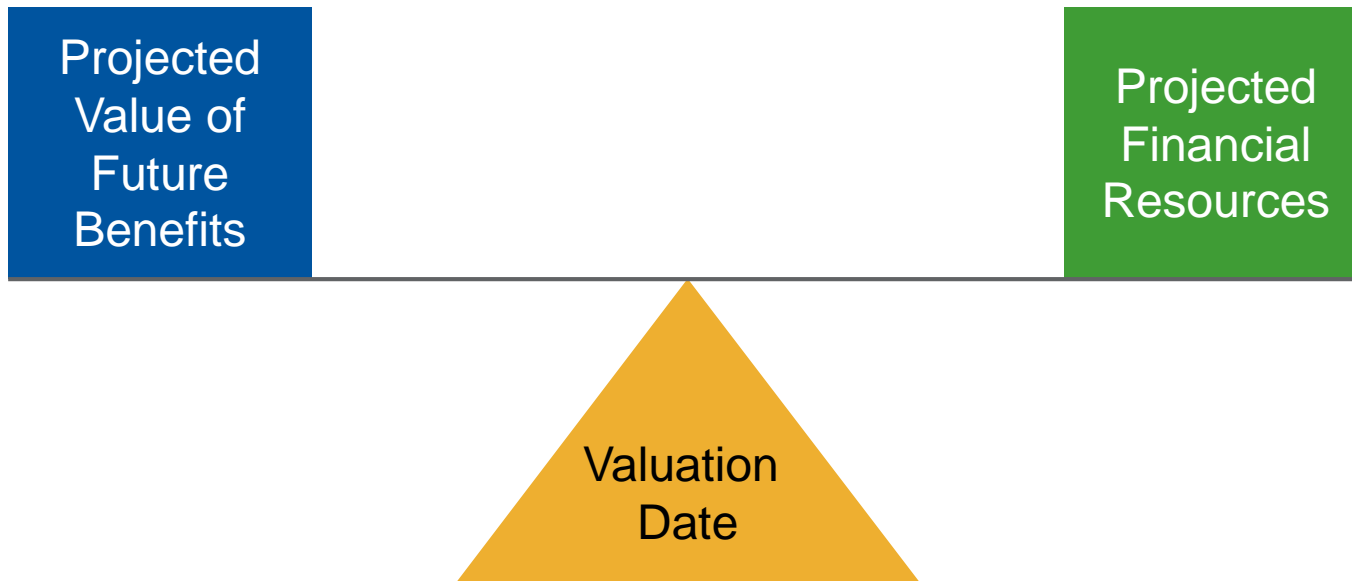 Projected
Value of
Future
Benefits
Projected
Financial
Resources
Valuation
Date